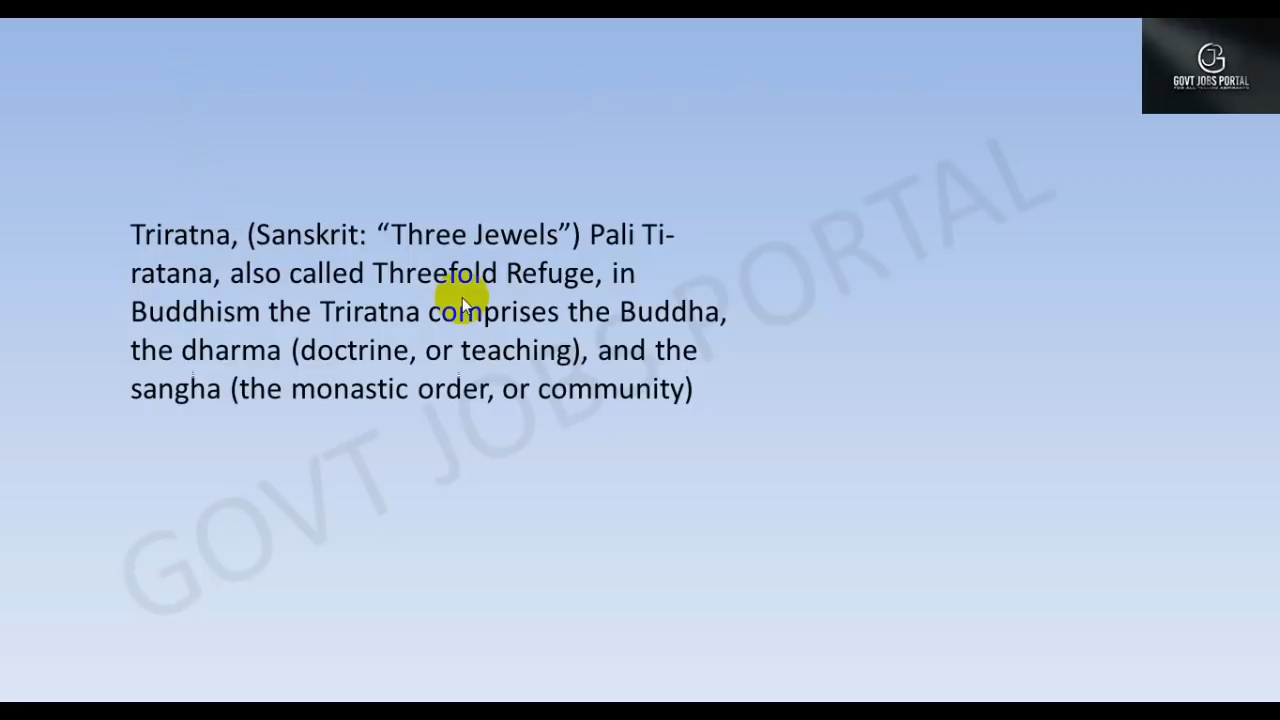 GOVT JOBS PORTAL
Triratna, (Sanskrit: “Three Jewels”) Pali Ti-
ratana, also called Threefold Refuge, in
Buddhism the Triratna comprises the Buddha,
the dharma (doctrine, or teaching), and the
sangha (the monastic order, or community)
GOVT JOBS PORTAL